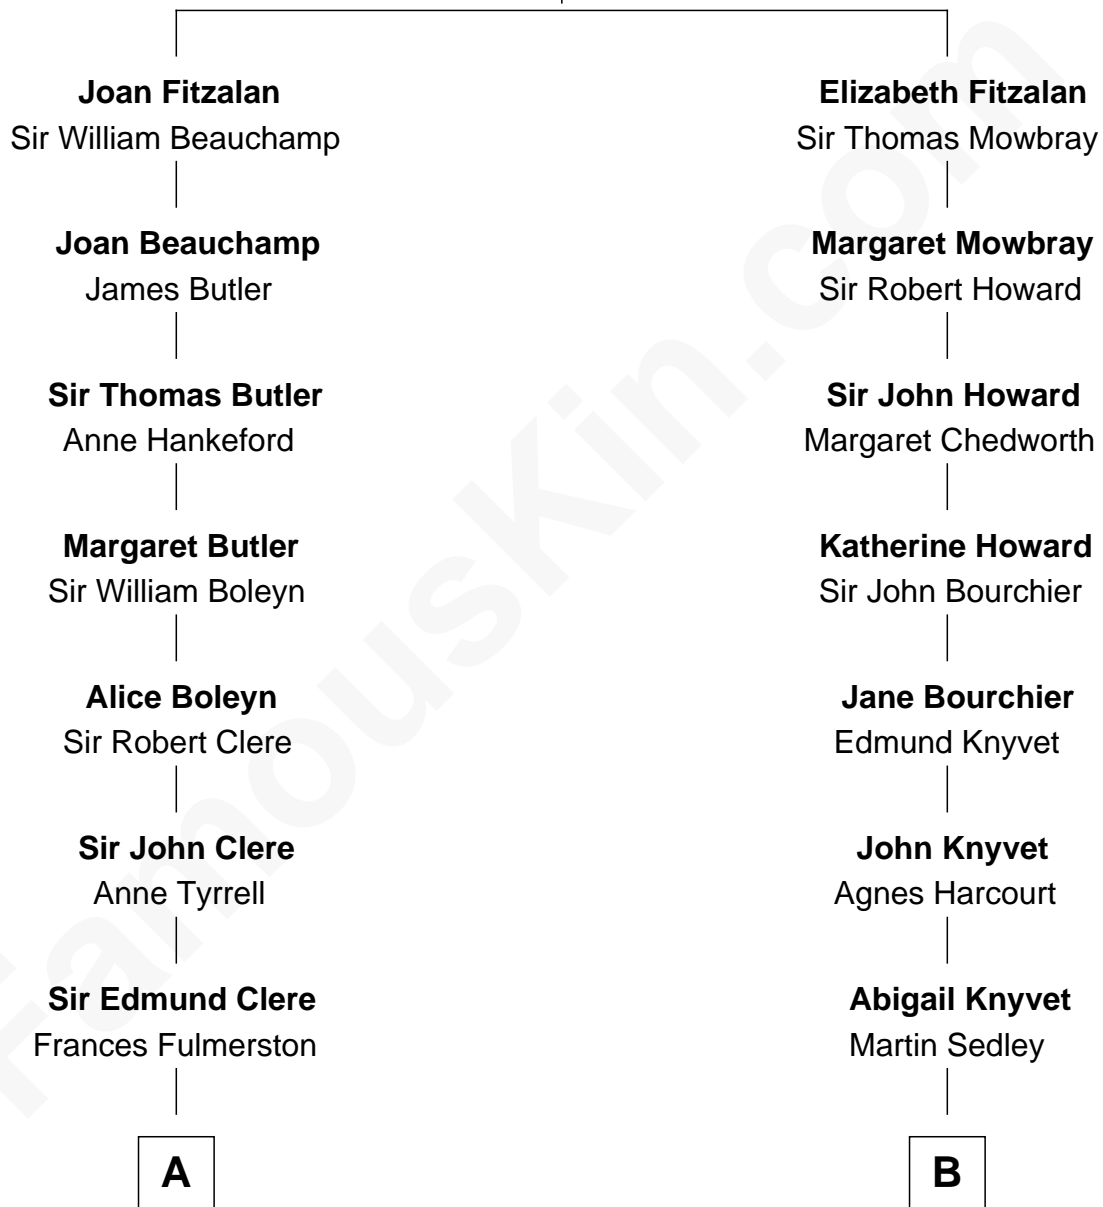 Joan Fitzalan
Sir William Beauchamp
Joan Beauchamp
James Butler
Sir Thomas Butler
Anne Hankeford
Margaret Butler
Sir William Boleyn
Alice Boleyn
Sir Robert Clere
Sir John Clere
Anne Tyrrell
Sir Edmund Clere
Frances Fulmerston
A
Elizabeth Fitzalan
Sir Thomas Mowbray
Margaret Mowbray
Sir Robert Howard
Sir John Howard
Margaret Chedworth
Katherine Howard
Sir John Bourchier
Jane Bourchier
Edmund Knyvet
John Knyvet
Agnes Harcourt
Abigail Knyvet
Martin Sedley
B
FamousKin.com